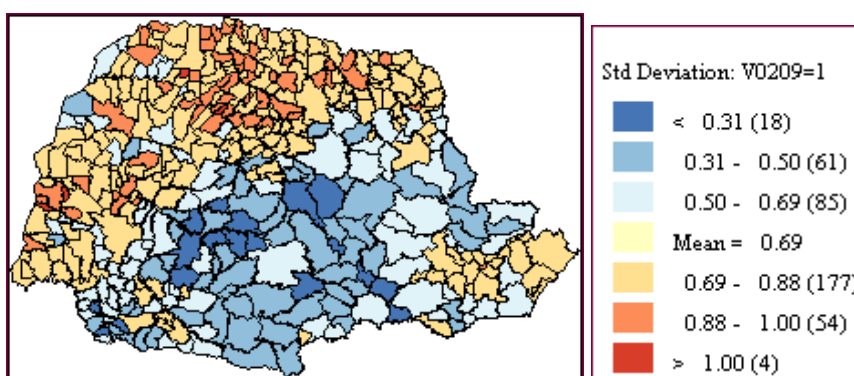 Std Deviation: V0209=1
< 0.31 (18)
0.31 - 0.50 (61)
0.50 - 0.69 (85)
Mean = 0.69
0.69 - 0.88 (177)
0.88 - 1.00 (54)
> 1.00 (4)